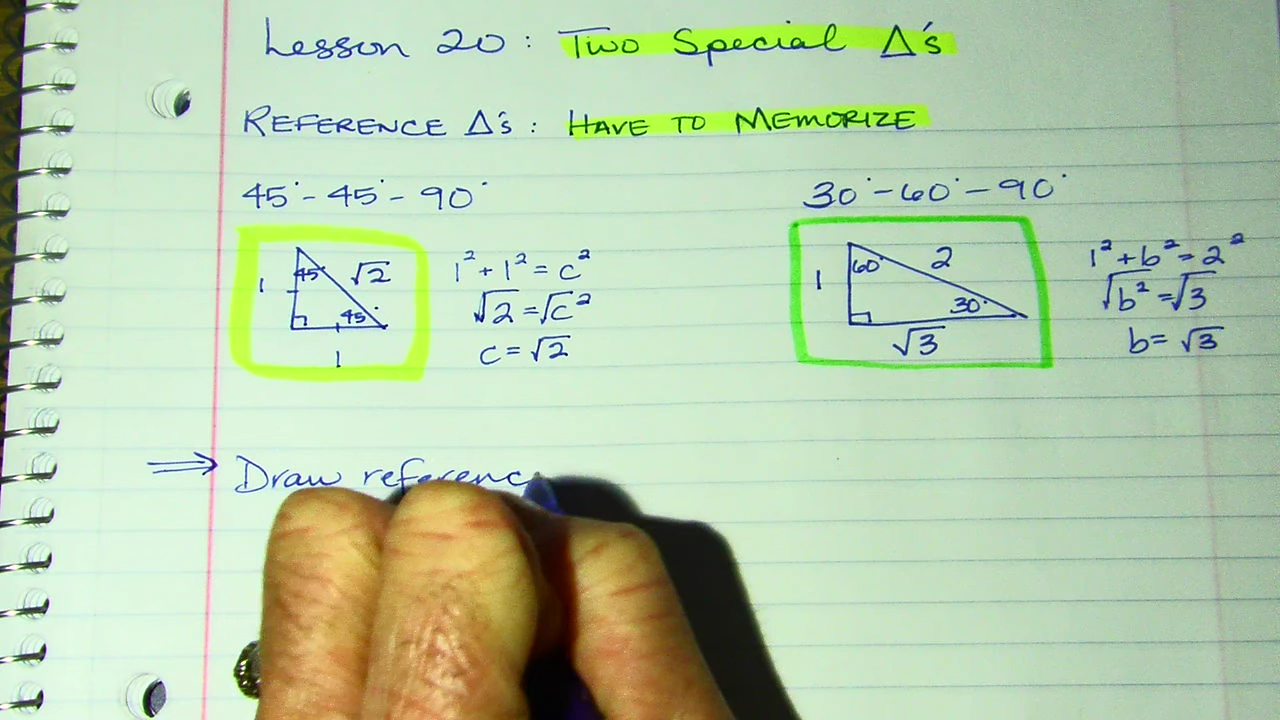 Lesson 20 : Two Special Δ's
REFERENCE Δ's : HAVE TO MEMORIZE
45° - 45° - 90°
1 45° √2
45°
1
1² + 1² = c²
√2 = √c²
c = √2
30° - 60° - 90°
1 60° 2
30°
√3
1² + b² = 2²
√b² = √3
b = √3
⇒ Draw referenc